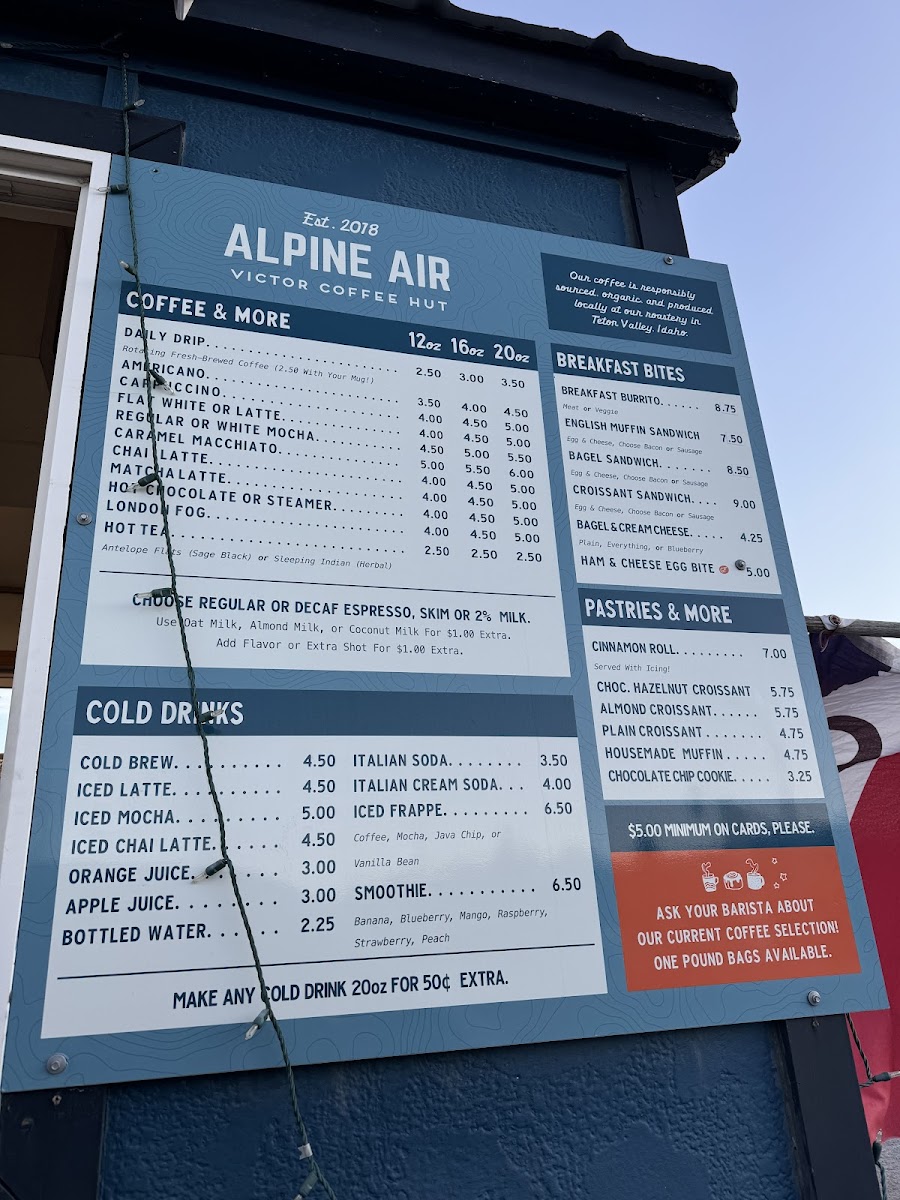 Est. 2018
ALPINE AIR
VICTOR COFFEE HUT
Our coffee is responsibly
sourced, organic, and produced
locally at our roastery in
Teton Valley, Idaho.
COFFEE & MORE 12oz 16oz 20oz
DAILY DRIP 2.50 3.00 3.50
Rotating Fresh-Brewed Coffee (2.50 With Your Mug!)
AMERICANO 3.50 4.00 4.50
CAPPUCCINO 4.00 4.50 5.00
FLAT WHITE OR LATTE 4.00 4.50 5.00
REGULAR OR WHITE MOCHA 4.50 5.00 5.50
CARAMEL MACCHIATO 5.00 5.50 6.00
CHAI LATTE 4.00 4.50 5.00
MATCHA LATTE 4.00 4.50 5.00
HOT CHOCOLATE OR STEAMER 4.00 4.50 5.00
LONDON FOG 4.00 4.50 5.00
HOT TEA 2.50 2.50 2.50
Antelope Flats (Sage Black) or Sleeping Indian (Herbal)
CHOOSE REGULAR OR DECAF ESPRESSO, SKIM OR 2% MILK.
Use Oat Milk, Almond Milk, or Coconut Milk For $1.00 Extra.
Add Flavor or Extra Shot For $1.00 Extra.
COLD DRINKS
COLD BREW 4.50
ICED LATTE 4.50
ICED MOCHA 5.00
ICED CHAI LATTE 4.50
ORANGE JUICE 3.00
APPLE JUICE 3.00
BOTTLED WATER 2.25
ITALIAN SODA 3.50
ITALIAN CREAM SODA 4.00
ICED FRAPPE 6.50
Coffee, Mocha, Java Chip, or
Vanilla Bean
SMOOTHIE 6.50
Banana, Blueberry, Mango, Raspberry,
Strawberry, Peach
MAKE ANY COLD DRINK 20oz FOR 50¢ EXTRA.
BREAKFAST BITES
BREAKFAST BURRITO 8.75
Meat or Veggie
ENGLISH MUFFIN SANDWICH 7.50
Egg & Cheese, Choose Bacon or Sausage
BAGEL SANDWICH 8.50
Egg & Cheese, Choose Bacon or Sausage
CROISSANT SANDWICH 9.00
Egg & Cheese, Choose Bacon or Sausage
BAGEL & CREAM CHEESE 4.25
Plain, Everything, or Blueberry
HAM & CHEESE EGG BITE 5.00
PASTRIES & MORE
CINNAMON ROLL 7.00
Served With Icing!
CHOC. HAZELNUT CROISSANT 5.75
ALMOND CROISSANT 5.75
PLAIN CROISSANT 4.75
HOUSEMADE MUFFIN 4.75
CHOCOLATE CHIP COOKIE 3.25
$5.00 MINIMUM ON CARDS, PLEASE.
ASK YOUR BARISTA ABOUT
OUR CURRENT COFFEE SELECTION!
ONE POUND BAGS AVAILABLE.